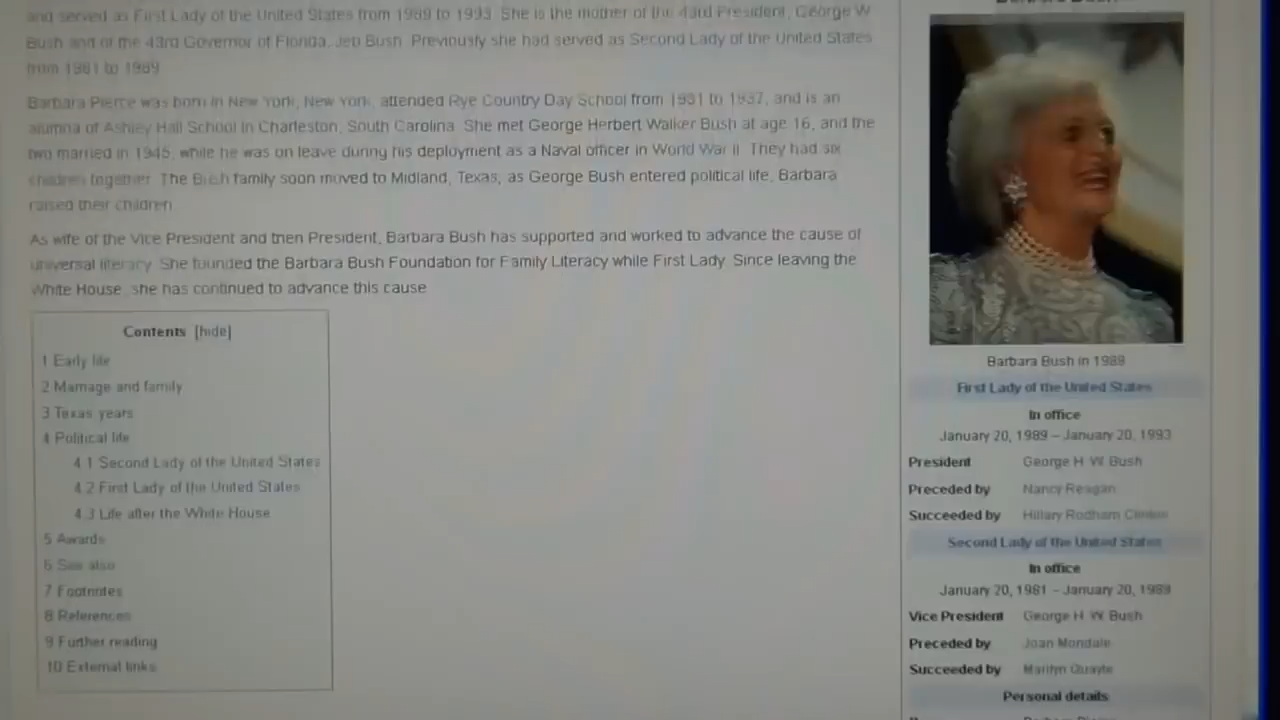 and served as First Lady of the United States from 1989 to 1993. She is the mother of the 43rd President, George W.
Bush and of the 43rd Governor of Florida, Jeb Bush. Previously she had served as Second Lady of the United States
from 1981 to 1989.
Barbara Pierce was born in New York, New York, attended Rye Country Day School from 1931 to 1937, and is an
alumna of Ashley Hall School in Charleston, South Carolina. She met George Herbert Walker Bush at age 16, and the
two married in 1945, while he was on leave during his deployment as a Naval officer in World War II. They had six
children together. The Bush family soon moved to Midland, Texas, as George Bush entered political life, Barbara
raised their children.
As wife of the Vice President and then President, Barbara Bush has supported and worked to advance the cause of
universal literacy. She founded the Barbara Bush Foundation for Family Literacy while First Lady. Since leaving the
White House, she has continued to advance this cause.
Contents [hide]
1 Early life
2 Marriage and family
3 Texas years
4 Political life
4.1 Second Lady of the United States
4.2 First Lady of the United States
4.3 Life after the White House
5 Awards
6 See also
7 Footnotes
8 References
9 Further reading
10 External links
Barbara Bush in 1989
First Lady of the United States
In office
January 20, 1989 – January 20, 1993
President George H. W. Bush
Preceded by Nancy Reagan
Succeeded by Hillary Rodham Clinton
Second Lady of the United States
In office
January 20, 1981 – January 20, 1989
Vice President George H. W. Bush
Preceded by Joan Mondale
Succeeded by Marilyn Quayle
Personal details